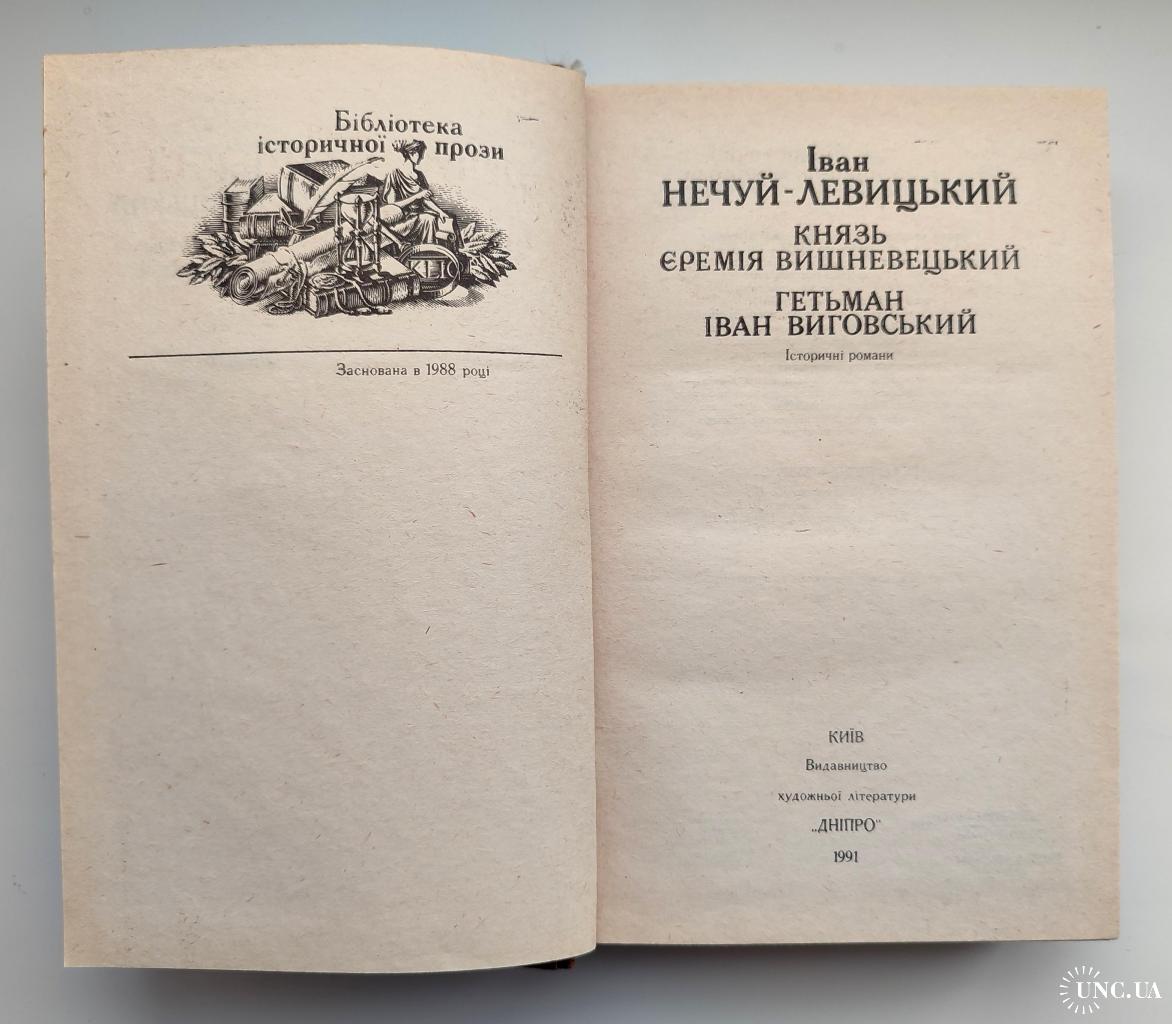 Бібліотека
історичної прози
Заснована в 1988 році
Іван
НЕЧУЙ-ЛЕВИЦЬКИЙ
КНЯЗЬ
ЄРЕМІЯ ВИШНЕВЕЦЬКИЙ
ГЕТЬМАН
ІВАН ВИГОВСЬКИЙ
Історичні романи
КИЇВ
Видавництво
художньої літератури
„ДНІПРО"
1991
UNC.UA